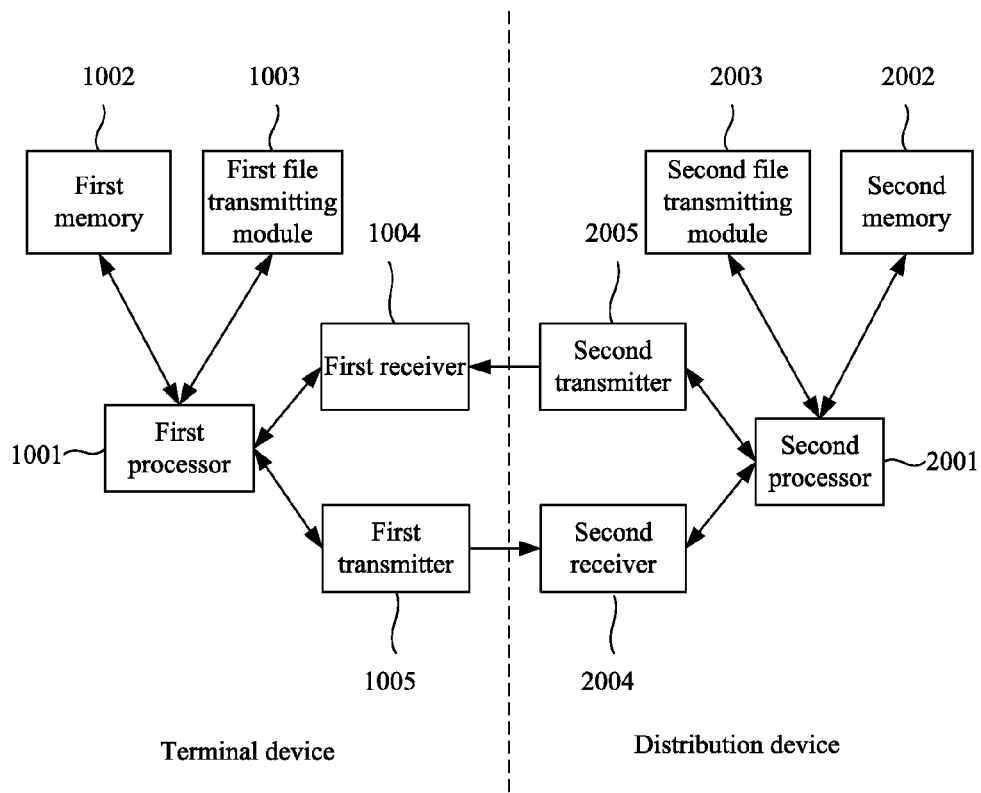 1002
1003
2003
2002
First
memory
First file
transmitting
module
Second file
transmitting
module
Second
memory
1004
2005
First receiver
Second
transmitter
First
processor
1001
Second
processor
2001
First
transmitter
Second
receiver
1005
2004
Terminal device
Distribution device